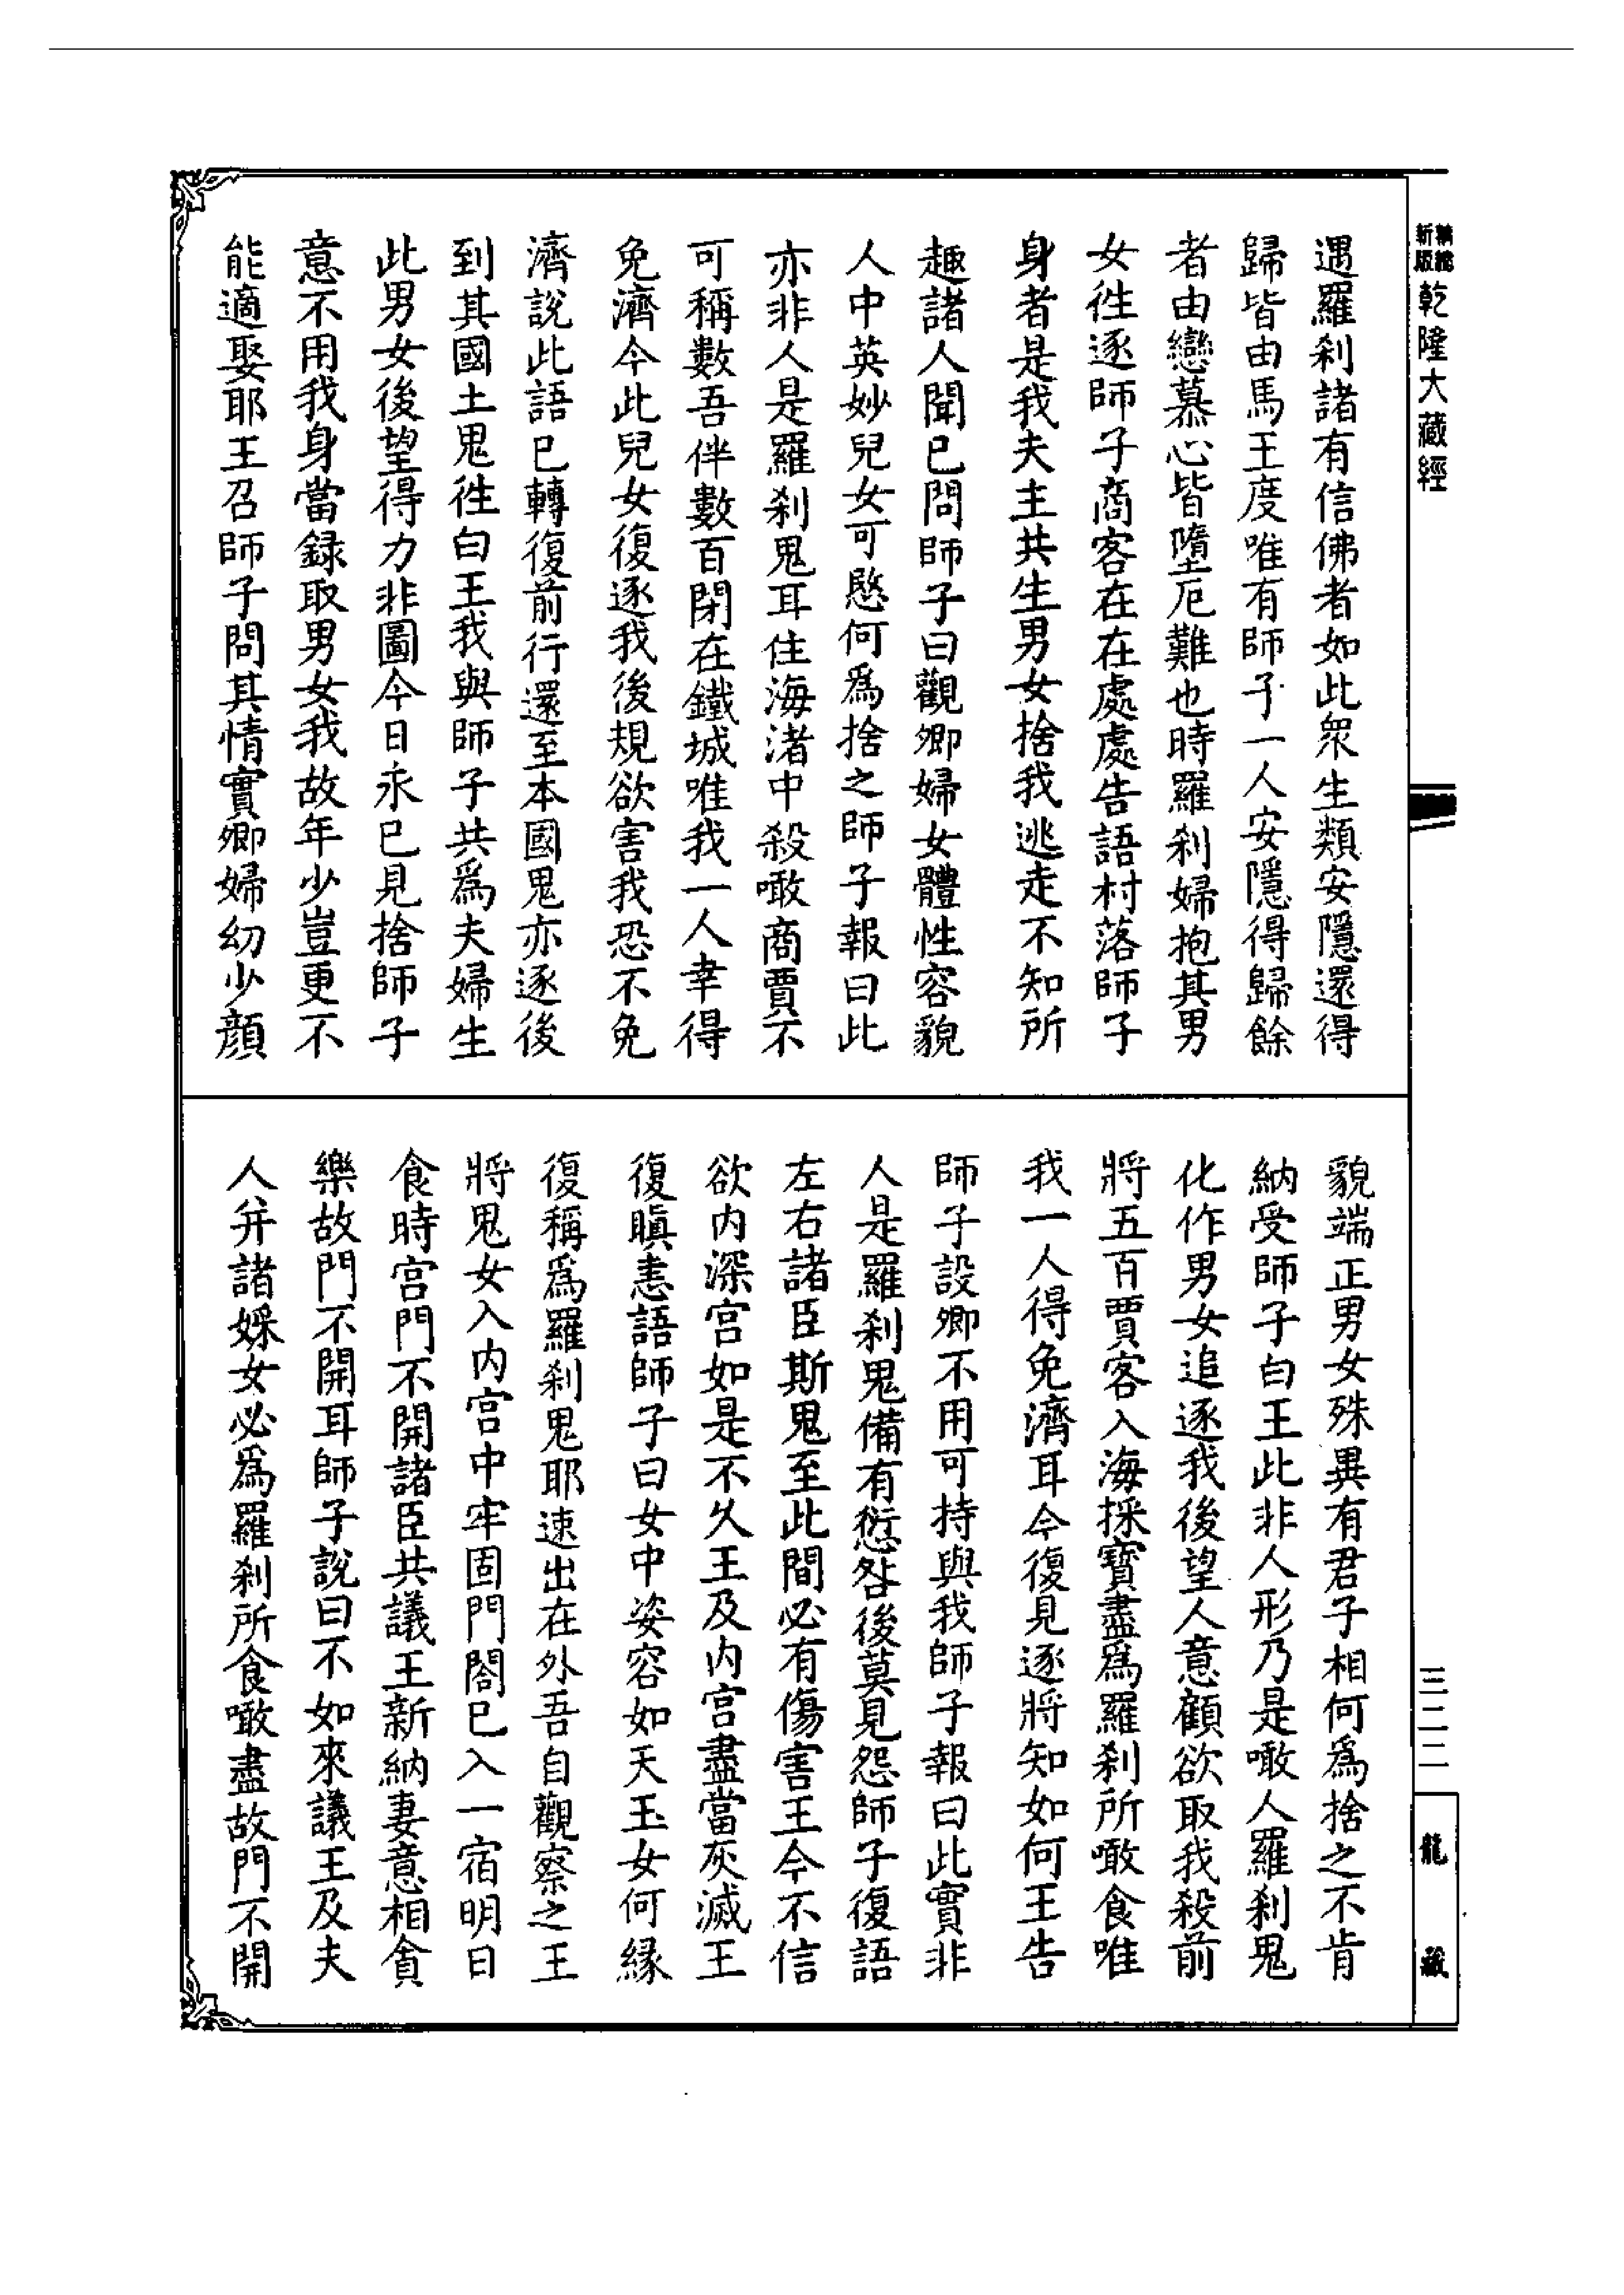 精裝
新版
乾隆大藏經
遇羅刹諸有信佛者如此衆生類安隱還得
歸皆由馬王度唯有師子一人安隱得歸餘
者由戀慕心皆墮厄難也時羅刹婦抱其男
女徃逐師子商客在在處處告語村落師子
身者是我夫主共生男女捨我逃走不知所
趣諸人聞已問師子曰觀卿婦女體性容貌
人中英妙兒女可愍何爲捨之師子報曰此
亦非人是羅刹鬼耳住海渚中殺噉商賈不
可稱數吾伴數百閉在鐵城唯我一人幸得
免濟今此兒女復逐我後規欲害我恐不免
濟說此語已轉復前行還至本國鬼亦逐後
到其國土鬼徃白王我與師子共爲夫婦生
此男女後望得力非圖今日永已見捨師子
意不用我身當録取男女我故年少豈更不
能適娶耶王召師子問其情實卿婦幼少顔
貌端正男女殊異有君子相何爲捨之不肯
納受師子白王此非人形乃是噉人羅刹鬼
化作男女追逐我後望人意顧欲取我殺前
將五百賈客入海採寶盡爲羅刹所噉食唯
我一人得免濟耳今復見逐將知如何王告
師子設卿不用可持與我師子報曰此實非
人是羅刹鬼備有愆咎後莫見怨師子復語
左右諸臣斯鬼至此間必有傷害王今不信
欲内深宫如是不久王及内宫盡當灰滅王
復瞋恚語師子曰女中姿容如天玉女何緣
復稱爲羅刹鬼耶速出在外吾自觀察之王
將鬼女入内宫中牢固門閤已入一宿明日
食時宫門不開諸臣共議王新納妻意相貪
樂故門不開耳師子說曰不如來議王及夫
人并諸婇女必爲羅刹所食噉盡故門不開
三二二
龍藏